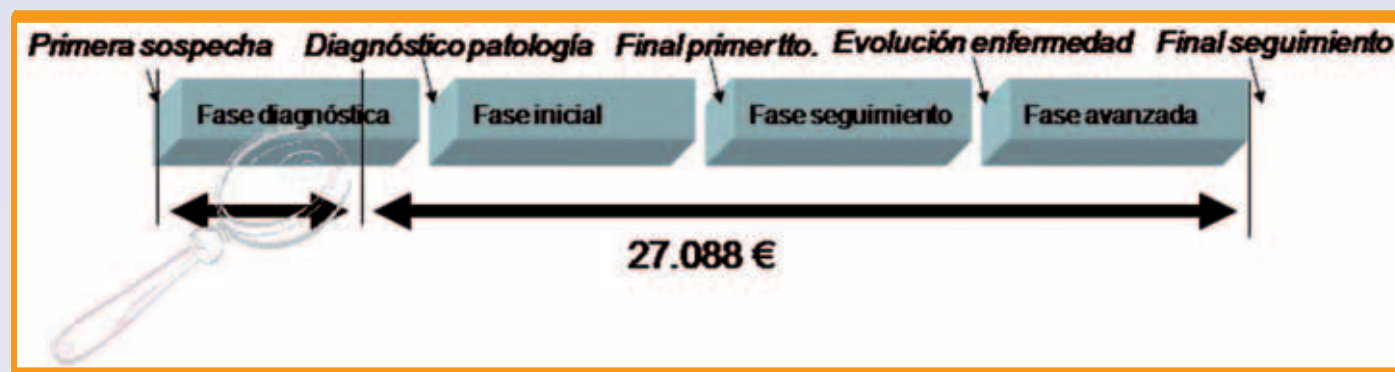 Primera sospecha Diagnóstico patología Final primer tto. Evolución enfermedad Final seguimiento
Fase diagnóstica Fase inicial Fase seguimiento Fase avanzada
27.088 €